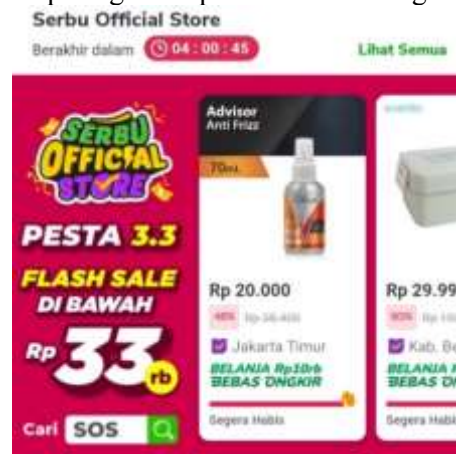 Serbu Official Store
Berakhir dalam 04 : 00 : 45
Lihat Semua
SERBU
OFFICIAL
STORE
PESTA 3.3
FLASH SALE
DI BAWAH
Rp 33 rb
Cari SOS
Advisor
Anti Frizz
70mL
Rp 20.000
48%
Jakarta Timur
BELANJA Rp10rb
BEBAS ONGKIR
Segera Habis
Rp 29.99
Kab. Be
BELANJA
BEBAS
Segera Habis